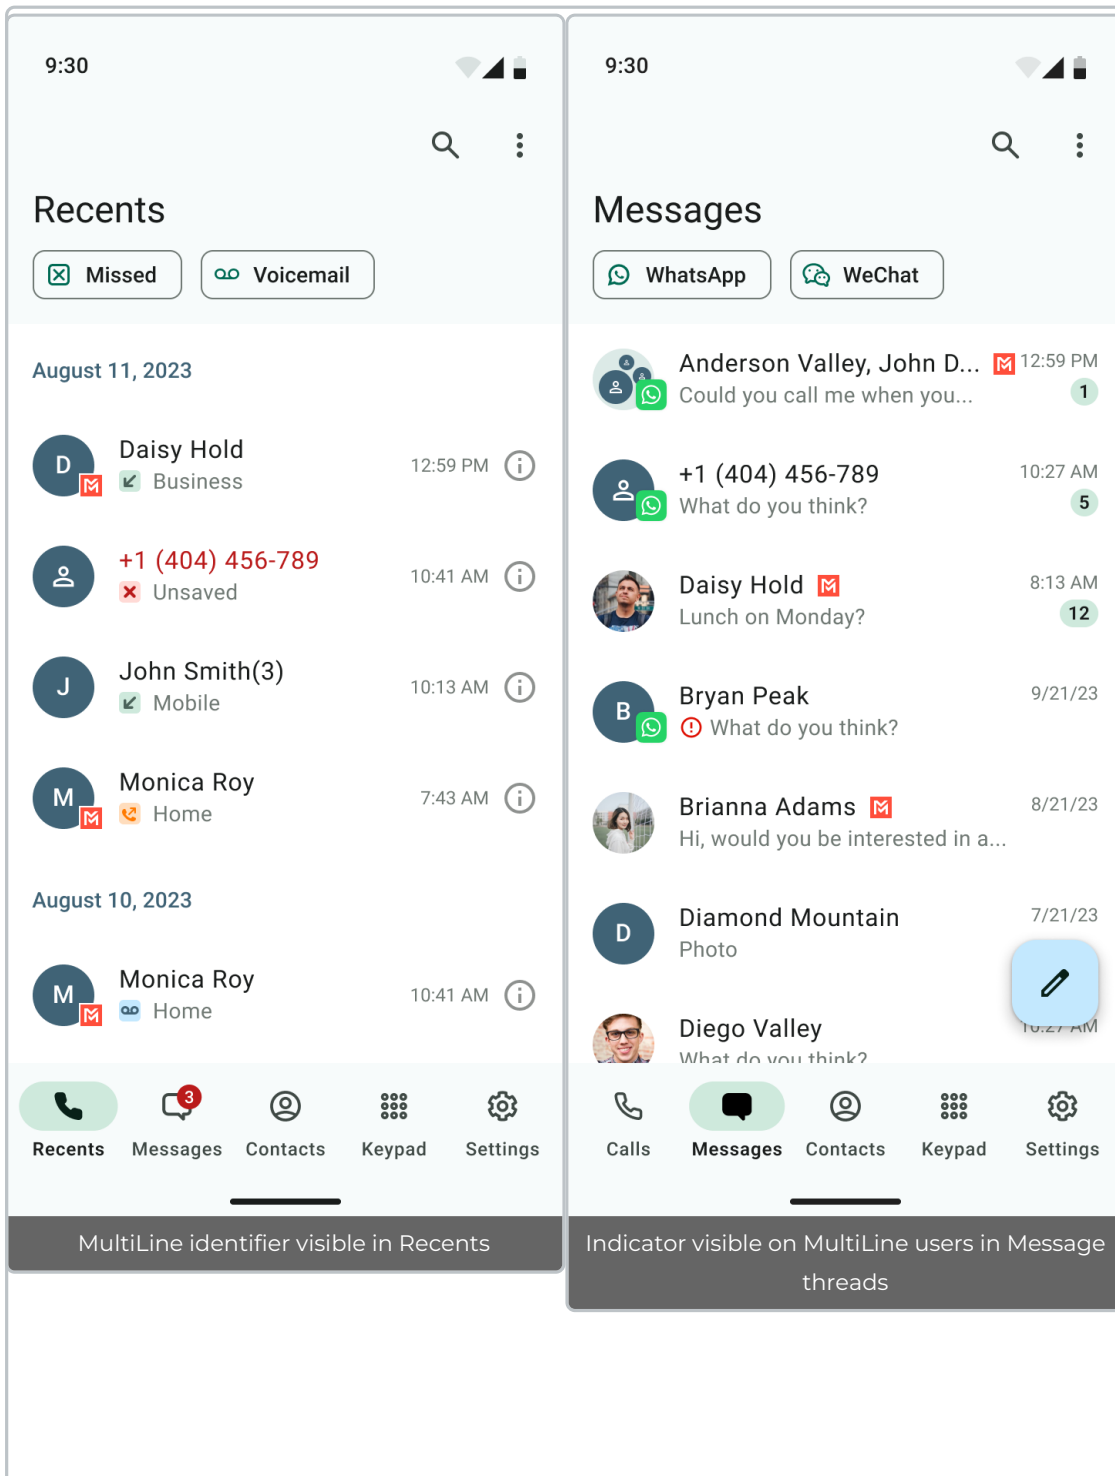 9:30
Recents
Missed
Voicemail
August 11, 2023
D
Daisy Hold
Business
12:59 PM
+1 (404) 456-789
Unsaved
10:41 AM
J
John Smith(3)
Mobile
10:13 AM
M
Monica Roy
Home
7:43 AM
August 10, 2023
M
Monica Roy
Home
10:41 AM
3
Recents Messages Contacts Keypad Settings
MultiLine identifier visible in Recents
9:30
Messages
WhatsApp
WeChat
Anderson Valley, John D...
12:59 PM
Could you call me when you...
1
+1 (404) 456-789
10:27 AM
What do you think?
5
Daisy Hold
8:13 AM
Lunch on Monday?
12
B
Bryan Peak
9/21/23
What do you think?
Brianna Adams
8/21/23
Hi, would you be interested in a...
D
Diamond Mountain
7/21/23
Photo
Diego Valley
10:27 AM
What do you think?
Calls Messages Contacts Keypad Settings
Indicator visible on MultiLine users in Message
threads